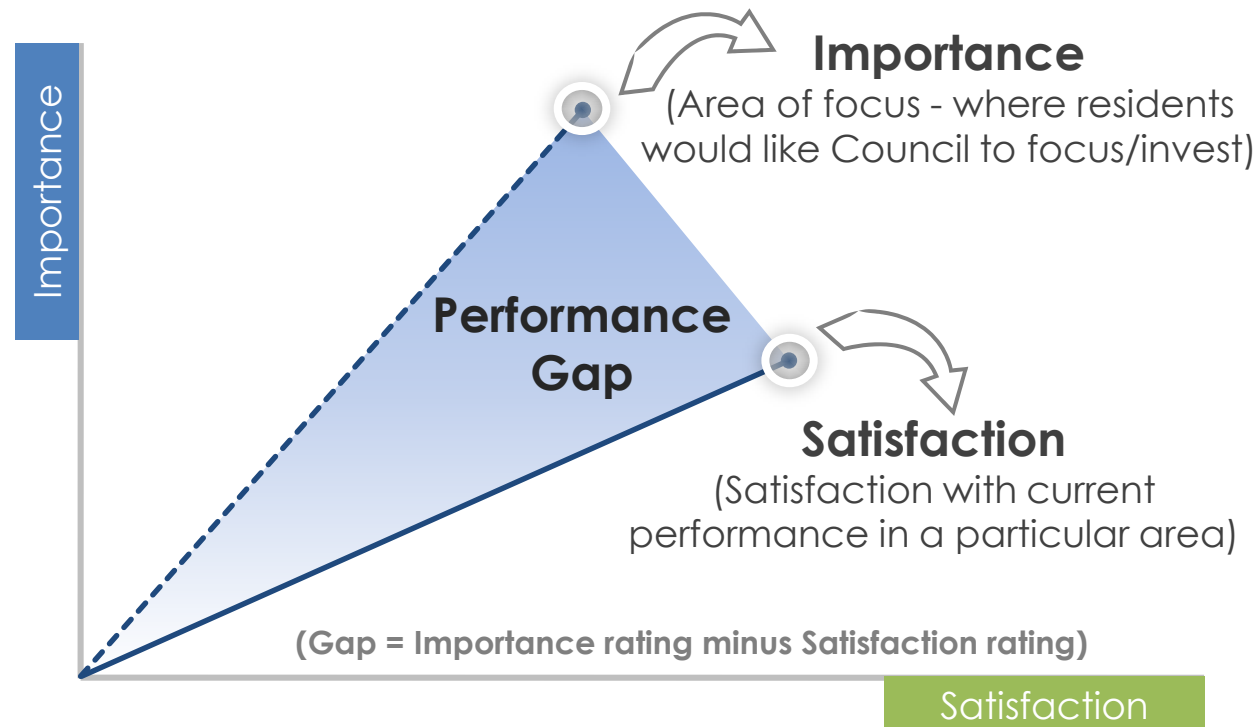 Importance
Importance
(Area of focus - where residents
would like Council to focus/invest)
Performance
Gap
Satisfaction
(Satisfaction with current
performance in a particular area)
(Gap = Importance rating minus Satisfaction rating)
Satisfaction